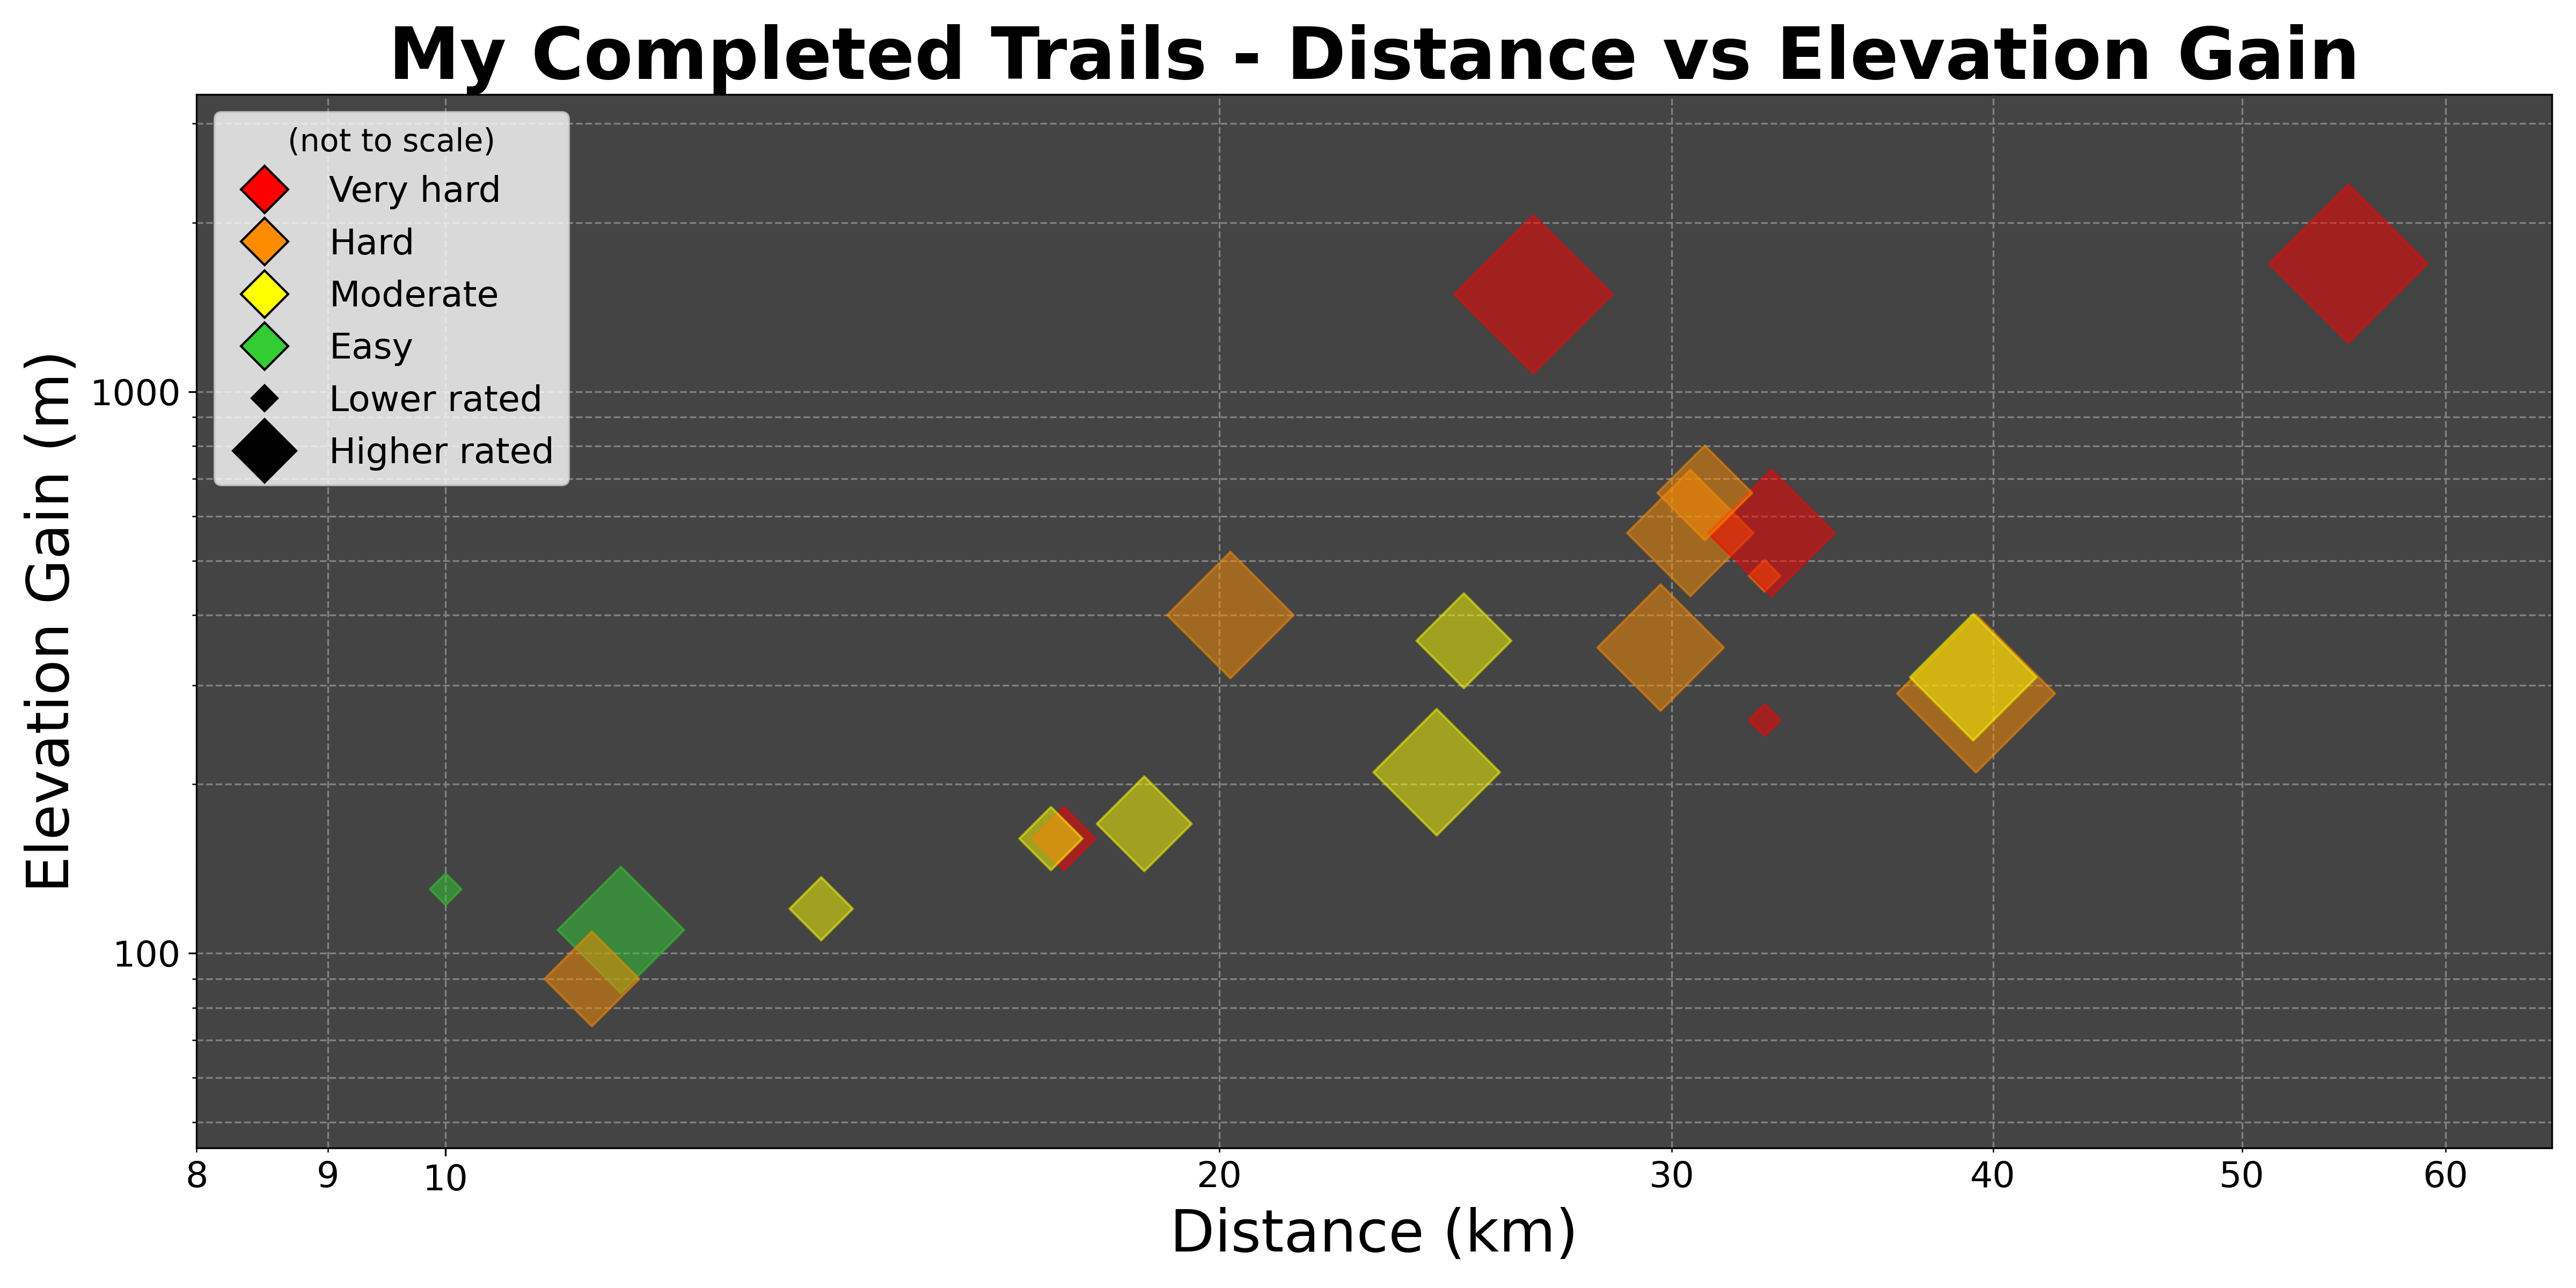 My Completed Trails - Distance vs Elevation Gain
(not to scale)
Very hard
Hard
Moderate
Easy
Lower rated
Higher rated
Elevation Gain (m)
1000
100
8 9 10 20 30 40 50 60
Distance (km)